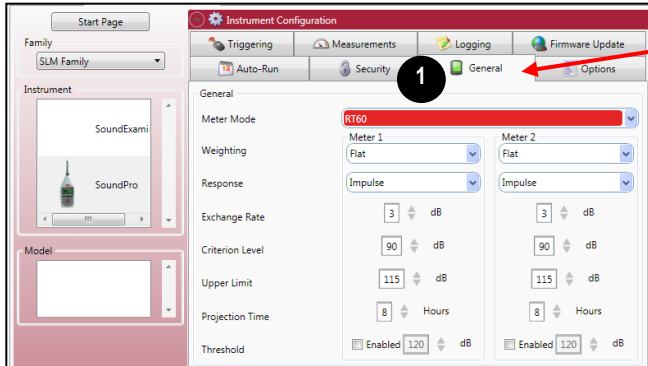 Start Page
Family
SLM Family
Instrument
SoundExami
SoundPro
Model
Instrument Configuration
Triggering Measurements Logging Firmware Update
Auto-Run Security 1 General Options
General
Meter Mode RT60
Meter 1 Meter 2
Weighting Flat Flat
Response Impulse Impulse
Exchange Rate 3 dB 3 dB
Criterion Level 90 dB 90 dB
Upper Limit 115 dB 115 dB
Projection Time 8 Hours 8 Hours
Threshold Enabled 120 dB Enabled 120 dB